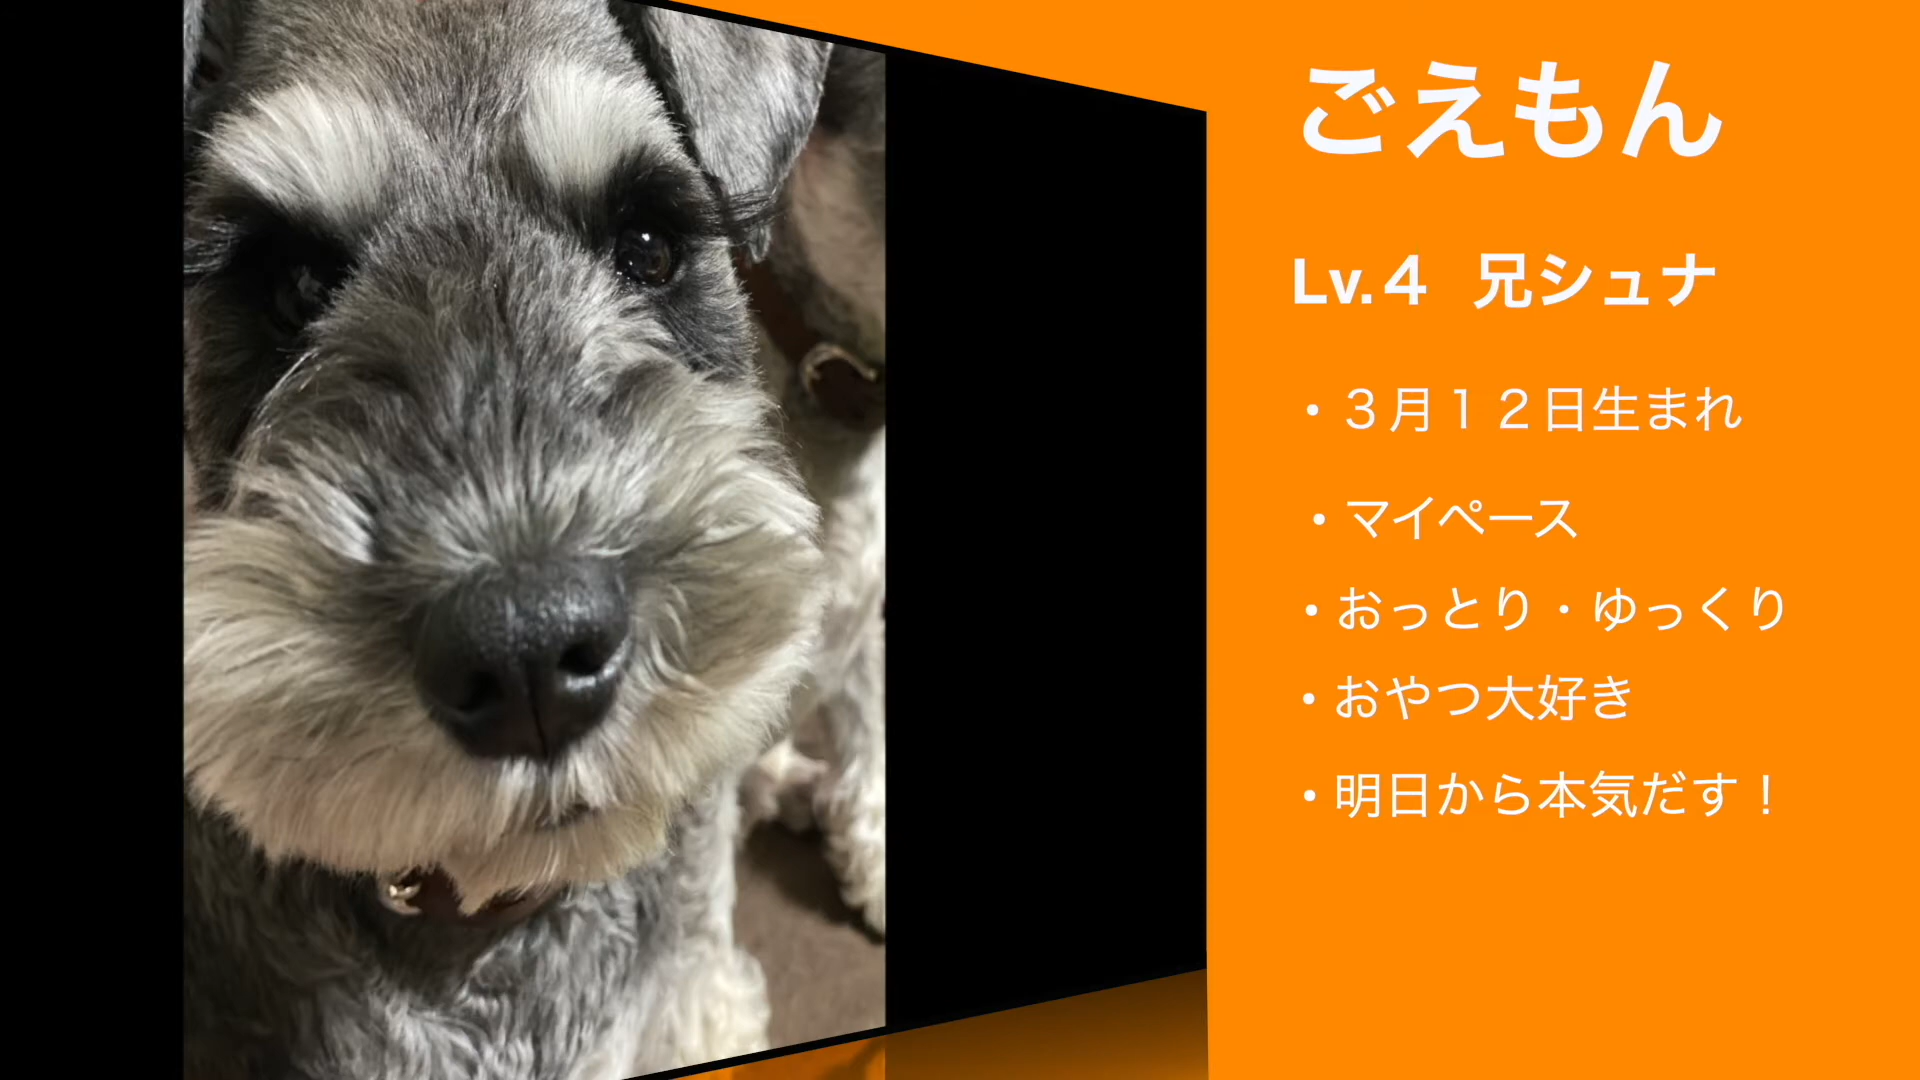 ごえもん
Lv.4 兄シュナ
・３月１２日生まれ
・マイペース
・おっとり・ゆっくり
・おやつ大好き
・明日から本気だす！